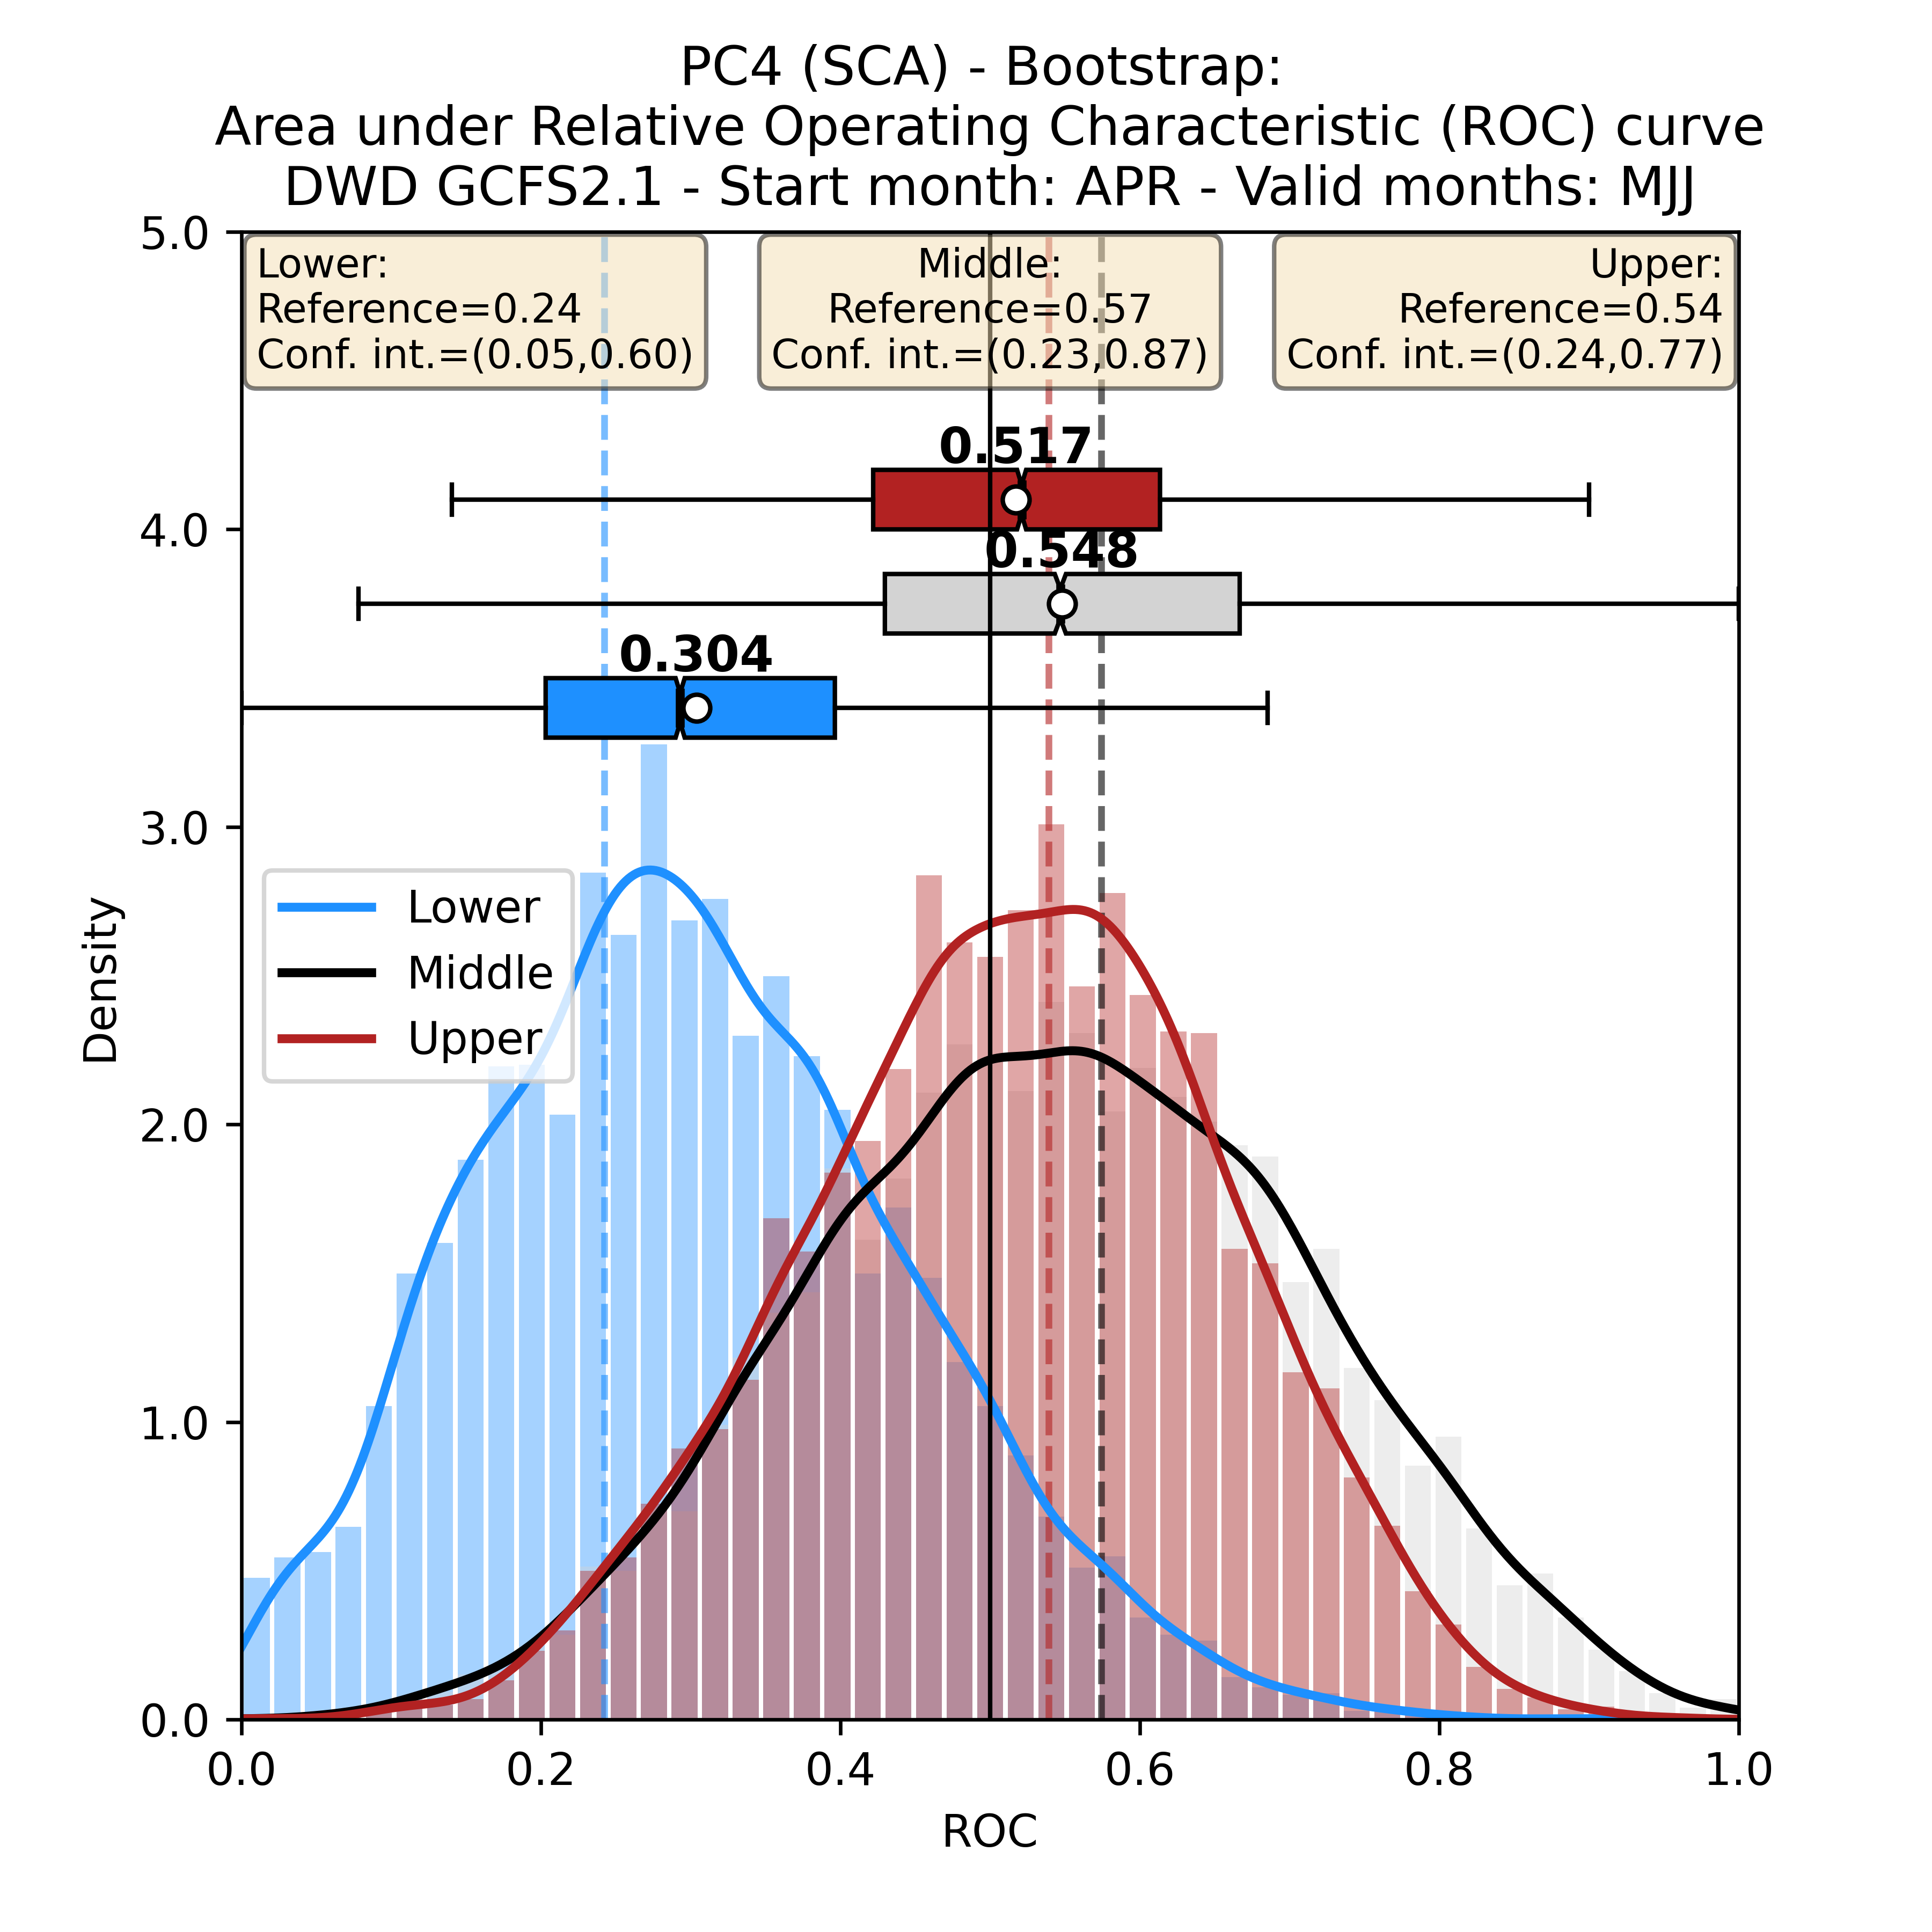 PC4 (SCA) - Bootstrap:
Area under Relative Operating Characteristic (ROC) curve
DWD GCFS2.1 - Start month: APR - Valid months: MJJ
Lower:
Reference=0.24
Conf. int.=(0.05,0.60)
Middle:
Reference=0.57
Conf. int.=(0.23,0.87)
Upper:
Reference=0.54
Conf. int.=(0.24,0.77)
0.517
0.548
0.304
Lower
Middle
Upper
Density
5.0
4.0
3.0
2.0
1.0
0.0
0.0 0.2 0.4 0.6 0.8 1.0
ROC